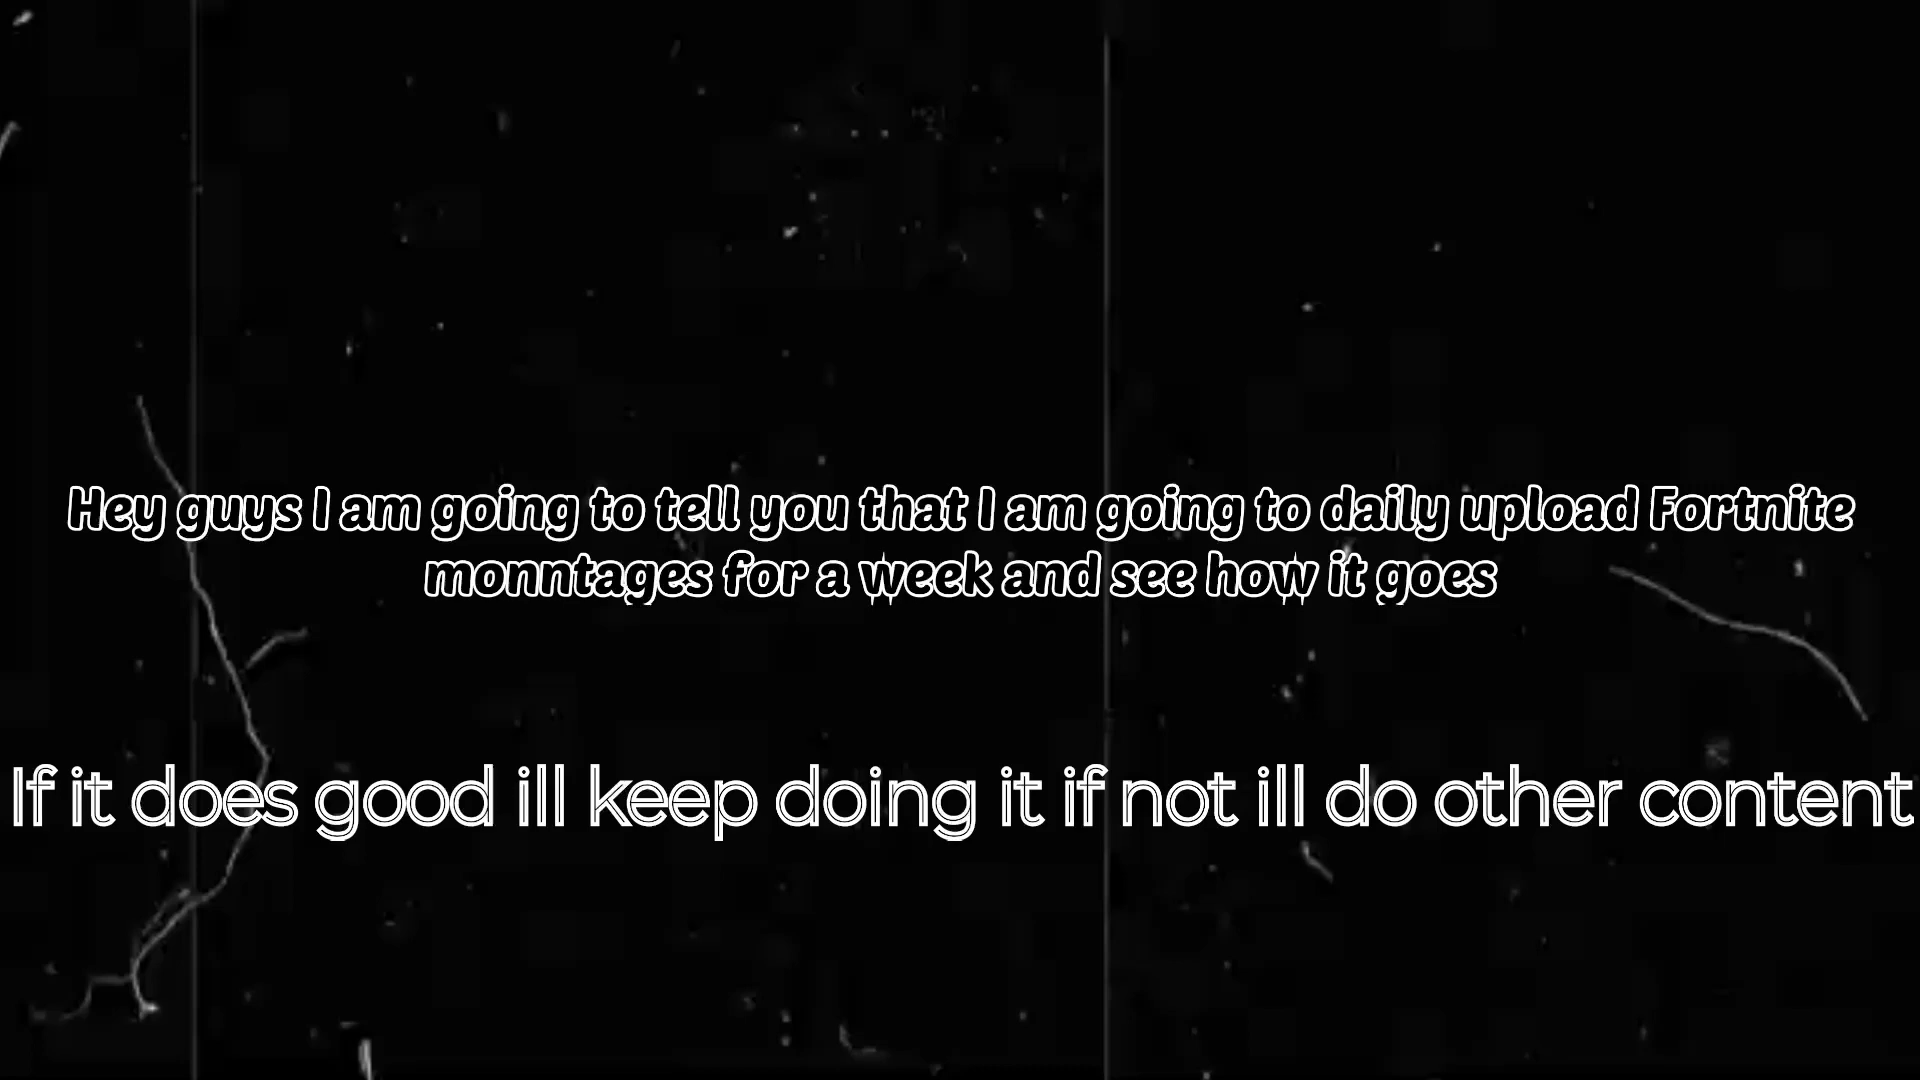 Hey guys I am going to tell you that I am going to daily upload Fortnite
monntages for a week and see how it goes
If it does good ill keep doing it if not ill do other content